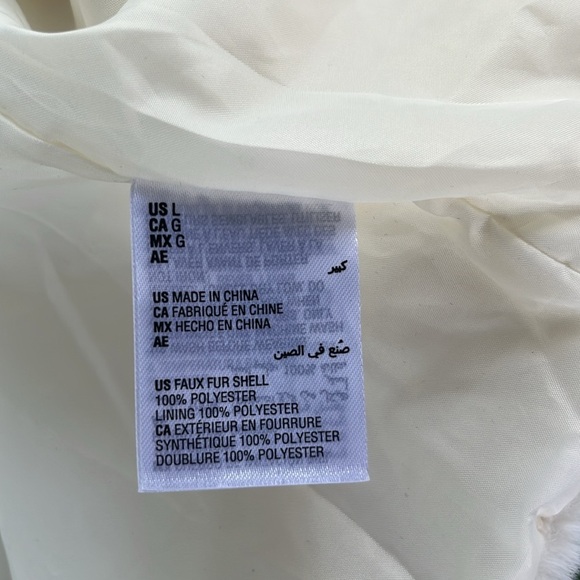 US L
CA G
MX G
AE
كبير
US MADE IN CHINA
CA FABRIQUÉ EN CHINE
MX HECHO EN CHINA
AE
صُنع في الصين
US FAUX FUR SHELL
100% POLYESTER
LINING 100% POLYESTER
CA EXTÉRIEUR EN FOURRURE
SYNTHÉTIQUE 100% POLYESTER
DOUBLURE 100% POLYESTER